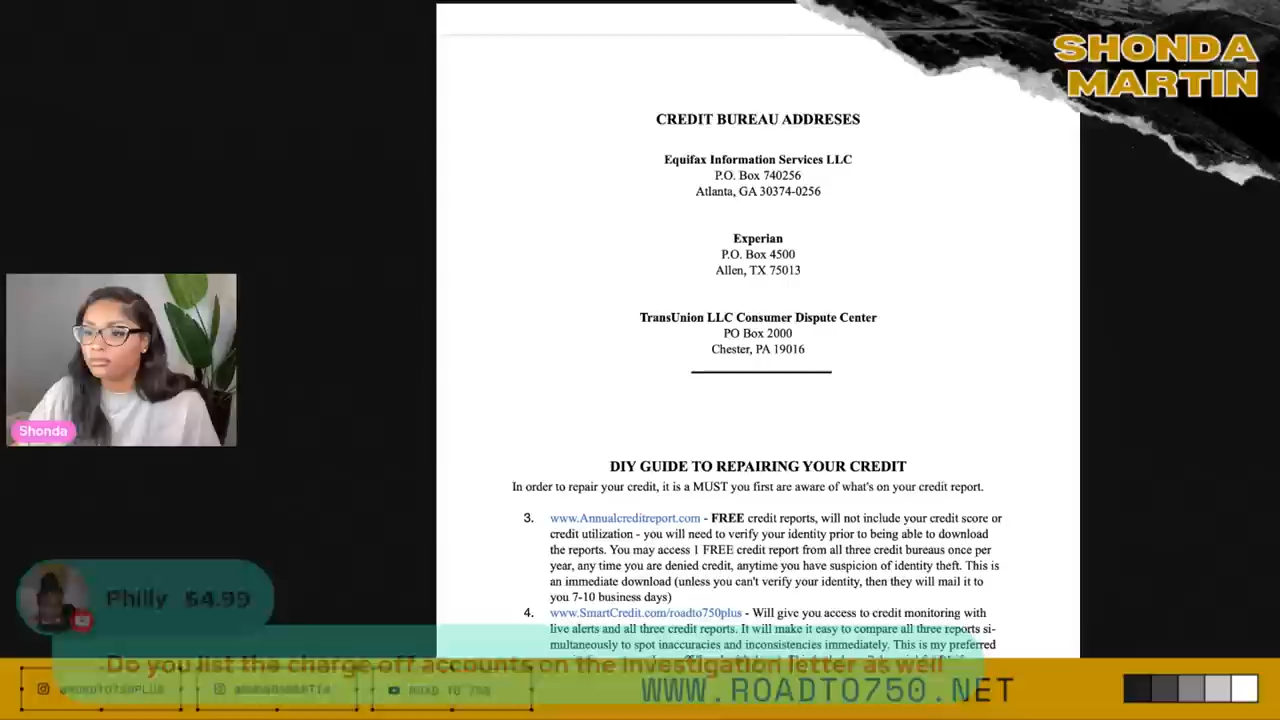 SHONDA
MARTIN
CREDIT BUREAU ADDRESES
Equifax Information Services LLC
P.O. Box 740256
Atlanta, GA 30374-0256
Experian
P.O. Box 4500
Allen, TX 75013
TransUnion LLC Consumer Dispute Center
PO Box 2000
Chester, PA 19016
Shonda
DIY GUIDE TO REPAIRING YOUR CREDIT
In order to repair your credit, it is a MUST you first are aware of what's on your credit report.
3. www.Annualcreditreport.com - FREE credit reports, will not include your credit score or
credit utilization - you will need to verify your identity prior to being able to download
the reports. You may access 1 FREE credit report from all three credit bureaus once per
year, any time you are denied credit, anytime you have suspicion of identity theft. This is
an immediate download (unless you can't verify your identity, then they will mail it to
you 7-10 business days)
4. www.SmartCredit.com/roadto750plus - Will give you access to credit monitoring with
live alerts and all three credit reports. It will make it easy to compare all three reports si-
multaneously to spot inaccuracies and inconsistencies immediately. This is my preferred
Philly $4.99
Do you list the charge off accounts on the investigation letter as well
@ROADTO750PLUS
ROAD TO 750
WWW.ROADTO750.NET